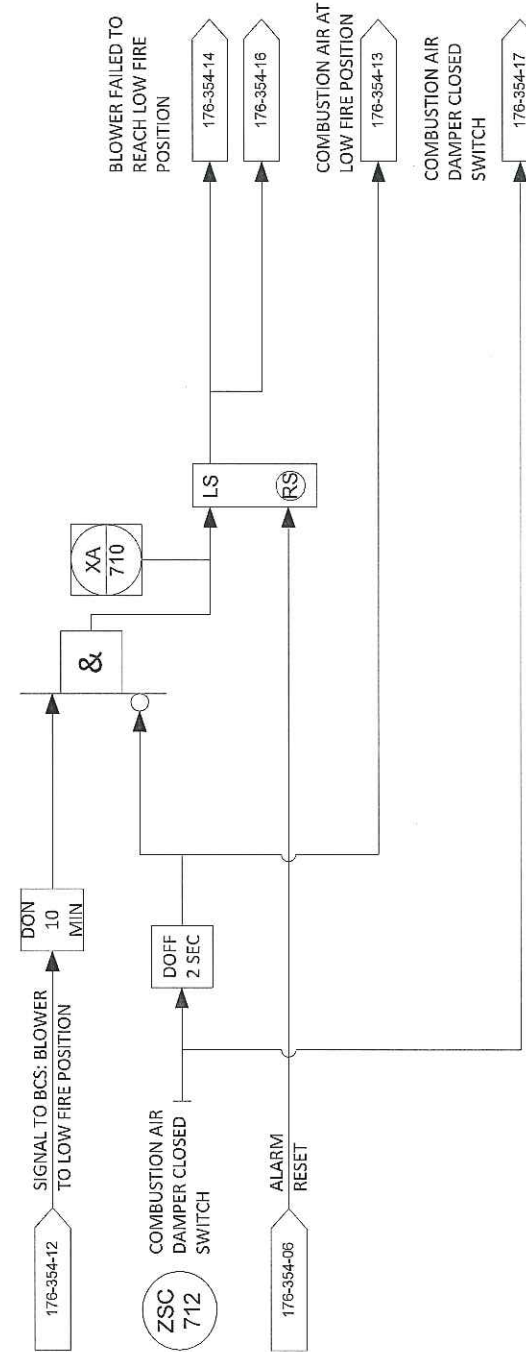 176-354-12
SIGNAL TO BCS: BLOWER
TO LOW FIRE POSITION
DON
10
MIN
&
XA
710
LS
RS
BLOWER FAILED TO
REACH LOW FIRE
POSITION
176-354-14
176-354-16
ZSC
712
COMBUSTION AIR
DAMPER CLOSED
SWITCH
DOFF
2 SEC
COMBUSTION AIR AT
LOW FIRE POSITION
176-354-13
176-354-06
ALARM
RESET
COMBUSTION AIR
DAMPER CLOSED
SWITCH
176-354-17